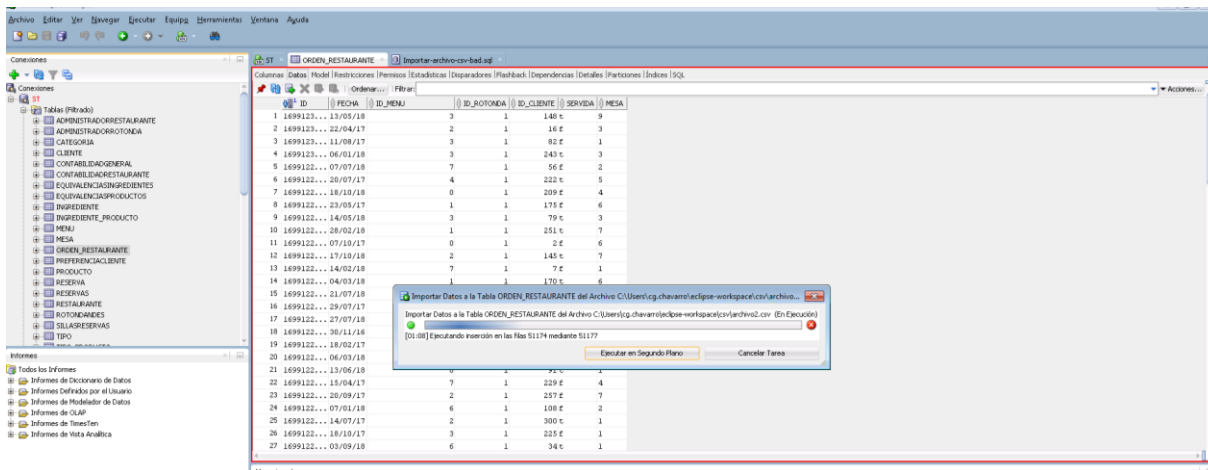 Archivo Editar Ver Navegar Ejecutar Equipo Herramientas Ventana Ayuda
Conexiones
Conexiones
ST
Tablas (Filtrado)
ADMINISTRADORRESTAURANTE
ADMINISTRADORROTONDA
CATEGORIA
CLIENTE
CONTABILIDADGENERAL
CONTABILIDADRESTAURANTE
EQUIVALENCIASINGREDIENTES
EQUIVALENCIASPRODUCTOS
INGREDIENTE
INGREDIENTE_PRODUCTO
MENU
MESA
ORDEN_RESTAURANTE
PREFERENCIACLIENTE
PRODUCTO
RESERVA
RESERVAS
RESTAURANTE
ROTONDANDES
SILLASRESERVAS
TIPO
Informes
Todos los Informes
Informes de Diccionario de Datos
Informes Definidos por el Usuario
Informes de Modelador de Datos
Informes de OLAP
Informes de TimesTen
Informes de Vista Analítica
ST ORDEN_RESTAURANTE Importar-archivo-csv-bad.sql
Columnas Datos Model Restricciones Permisos Estadísticas Disparadores Flashback Dependencias Detalles Particiones Índices SQL
Ordenar... Filtrar: Acciones...
ID FECHA ID_MENU ID_ROTONDA ID_CLIENTE SERVIDA MESA
1 1699123... 13/05/18 3 1 148 t 9
2 1699123... 22/04/17 2 1 16 f 3
3 1699123... 11/08/17 3 1 82 f 1
4 1699123... 06/01/18 3 1 243 t 3
5 1699122... 07/07/18 7 1 56 f 2
6 1699122... 20/07/17 4 1 222 t 5
7 1699122... 18/10/18 0 1 209 f 4
8 1699122... 23/05/17 1 1 175 f 6
9 1699122... 14/05/18 3 1 79 t 3
10 1699122... 28/02/18 1 1 251 t 7
11 1699122... 07/10/17 0 1 2 f 6
12 1699122... 17/10/18 2 1 145 t 7
13 1699122... 14/02/18 7 1 7 f 1
14 1699122... 04/03/18 1 1 170 t 6
15 1699122... 21/07/18
16 1699122... 29/07/17
17 1699122... 27/07/18
18 1699122... 30/11/16
19 1699122... 18/02/17
20 1699122... 06/03/18
21 1699122... 13/06/18
22 1699122... 15/04/17 7 1 229 f 4
23 1699122... 20/09/17 2 1 257 f 7
24 1699122... 07/01/18 6 1 108 f 2
25 1699122... 14/07/17 2 1 300 t 1
26 1699122... 18/10/17 3 1 225 f 1
27 1699122... 03/09/18 6 1 34 t 1
Importar Datos a la Tabla ORDEN_RESTAURANTE del Archivo C:\Users\cg.chavarro\eclipse-workspace\csv\archivo...
Importar Datos a la Tabla ORDEN_RESTAURANTE del Archivo C:\Users\cg.chavarro\eclipse-workspace\csv\archivo2.csv (En Ejecución)
[01:08] Ejecutando inserción en las filas 51174 mediante 51177
Ejecutar en Segundo Plano Cancelar Tarea